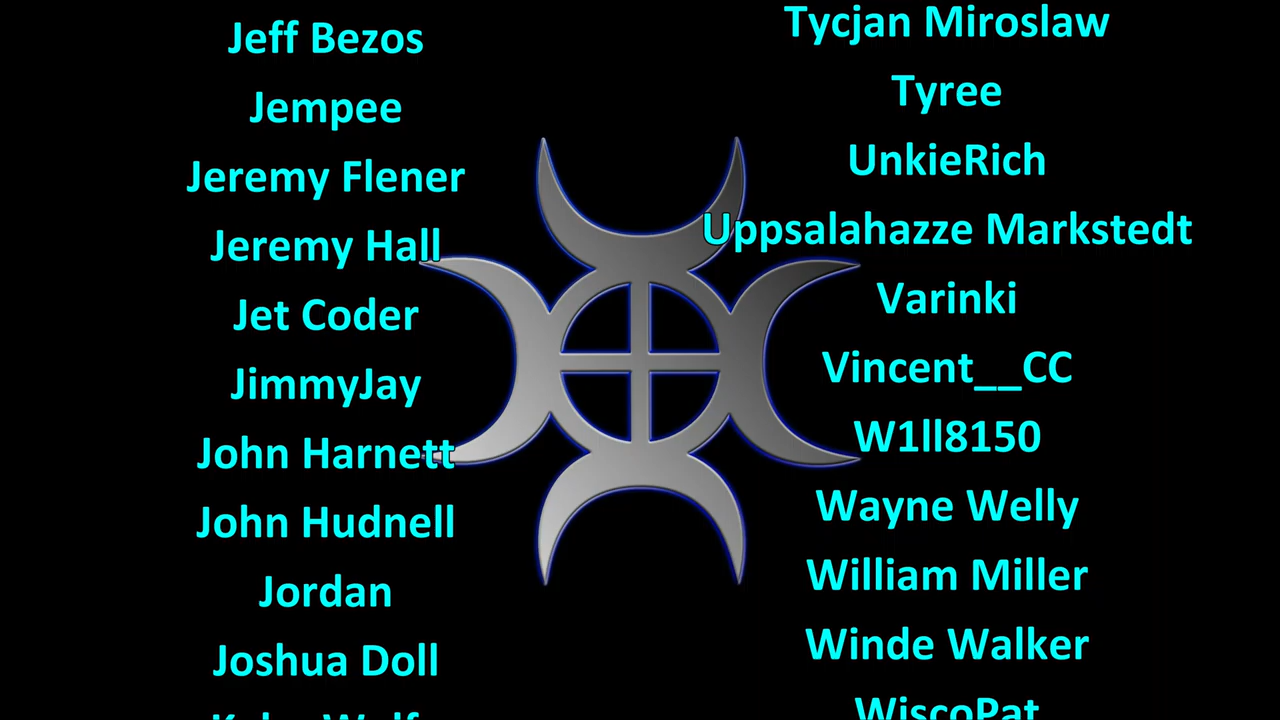 Jeff Bezos
Jempee
Jeremy Flener
Jeremy Hall
Jet Coder
JimmyJay
John Harnett
John Hudnell
Jordan
Joshua Doll
Tycjan Miroslaw
Tyree
UnkieRich
Uppsalahazze Markstedt
Varinki
Vincent__CC
W1ll8150
Wayne Welly
William Miller
Winde Walker
WiscoPat